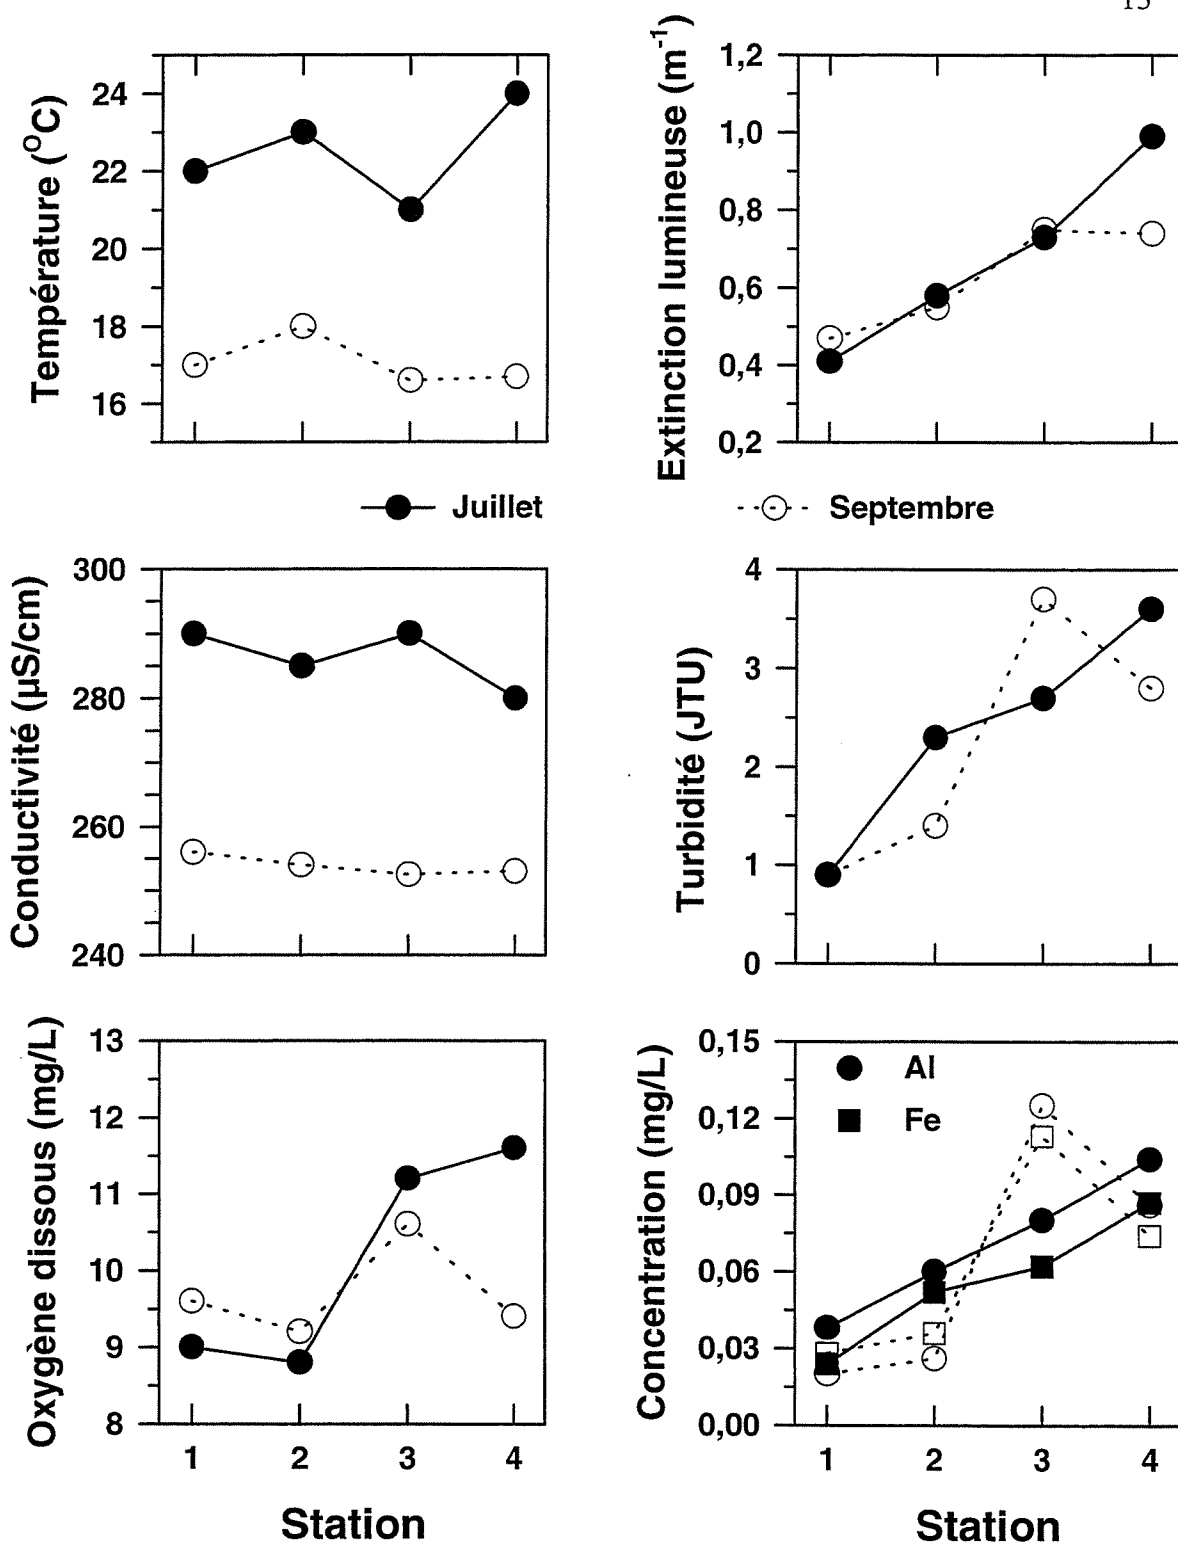 Température (°C)
24
22
20
18
16
Extinction lumineuse (m⁻¹)
1,2
1,0
0,8
0,6
0,4
0,2
Juillet
Septembre
Conductivité (µS/cm)
300
280
260
240
Turbidité (JTU)
4
3
2
1
0
Oxygène dissous (mg/L)
13
12
11
10
9
8
1 2 3 4
Station
Concentration (mg/L)
0,15
0,12
0,09
0,06
0,03
0,00
Al
Fe
1 2 3 4
Station